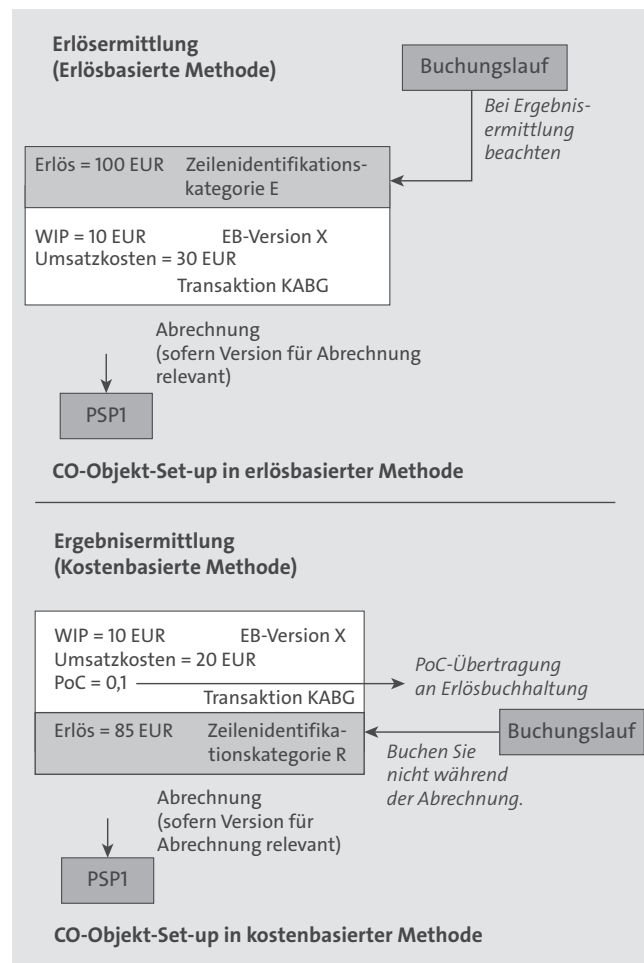 Erlösermittlung
(Erlösbasierte Methode)
Buchungslauf
Bei Ergebnis-
ermittlung
beachten
Erlös = 100 EUR Zeilenidentifikations-
kategorie E
WIP = 10 EUR EB-Version X
Umsatzkosten = 30 EUR
Transaktion KABG
Abrechnung
(sofern Version für Abrechnung
relevant)
PSP1
CO-Objekt-Set-up in erlösbasierter Methode
Ergebnisermittlung
(Kostenbasierte Methode)
WIP = 10 EUR EB-Version X
Umsatzkosten = 20 EUR
PoC = 0,1
Transaktion KABG
PoC-Übertragung
an Erlösbuchhaltung
Erlös = 85 EUR Zeilenidentifika-
tionskategorie R
Buchungslauf
Buchen Sie
nicht während
der Abrechnung.
Abrechnung
(sofern Version für
Abrechnung relevant)
PSP1
CO-Objekt-Set-up in kostenbasierter Methode